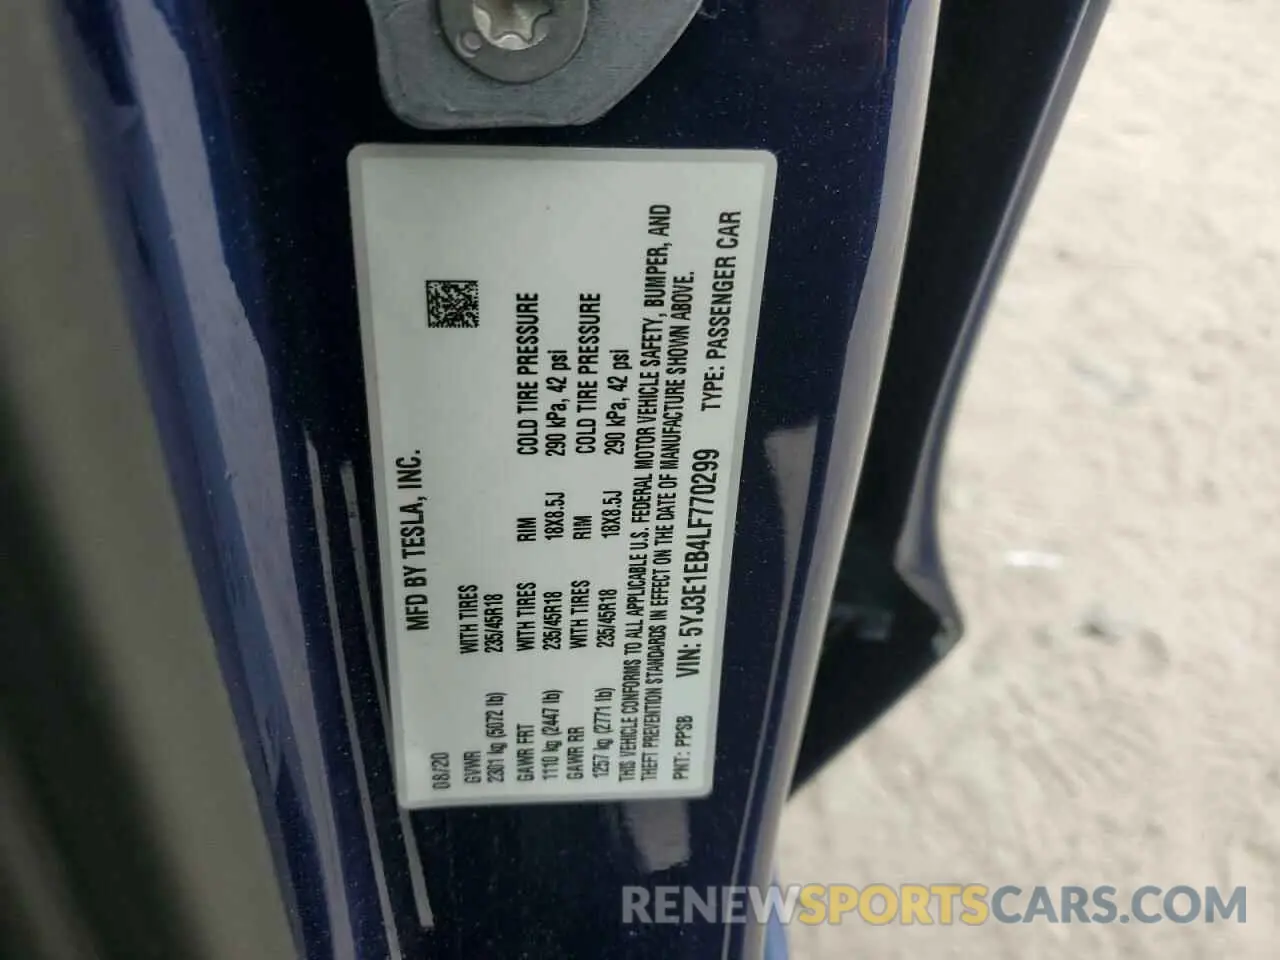 MFD BY TESLA, INC.
08/20
GVWR WITH TIRES
2301 kg (5072 lb) 235/45R18
GAWR FRT WITH TIRES RIM COLD TIRE PRESSURE
1110 kg (2447 lb) 235/45R18 18X8.5J 290 kPa, 42 psi
GAWR RR WITH TIRES RIM COLD TIRE PRESSURE
1257 kg (2771 lb) 235/45R18 18X8.5J 290 kPa, 42 psi
THIS VEHICLE CONFORMS TO ALL APPLICABLE U.S. FEDERAL MOTOR VEHICLE SAFETY, BUMPER, AND
THEFT PREVENTION STANDARDS IN EFFECT ON THE DATE OF MANUFACTURE SHOWN ABOVE.
PNT: PPSB VIN: 5YJ3E1EB4LF770299 TYPE: PASSENGER CAR
RENEWSPORTSCARS.COM